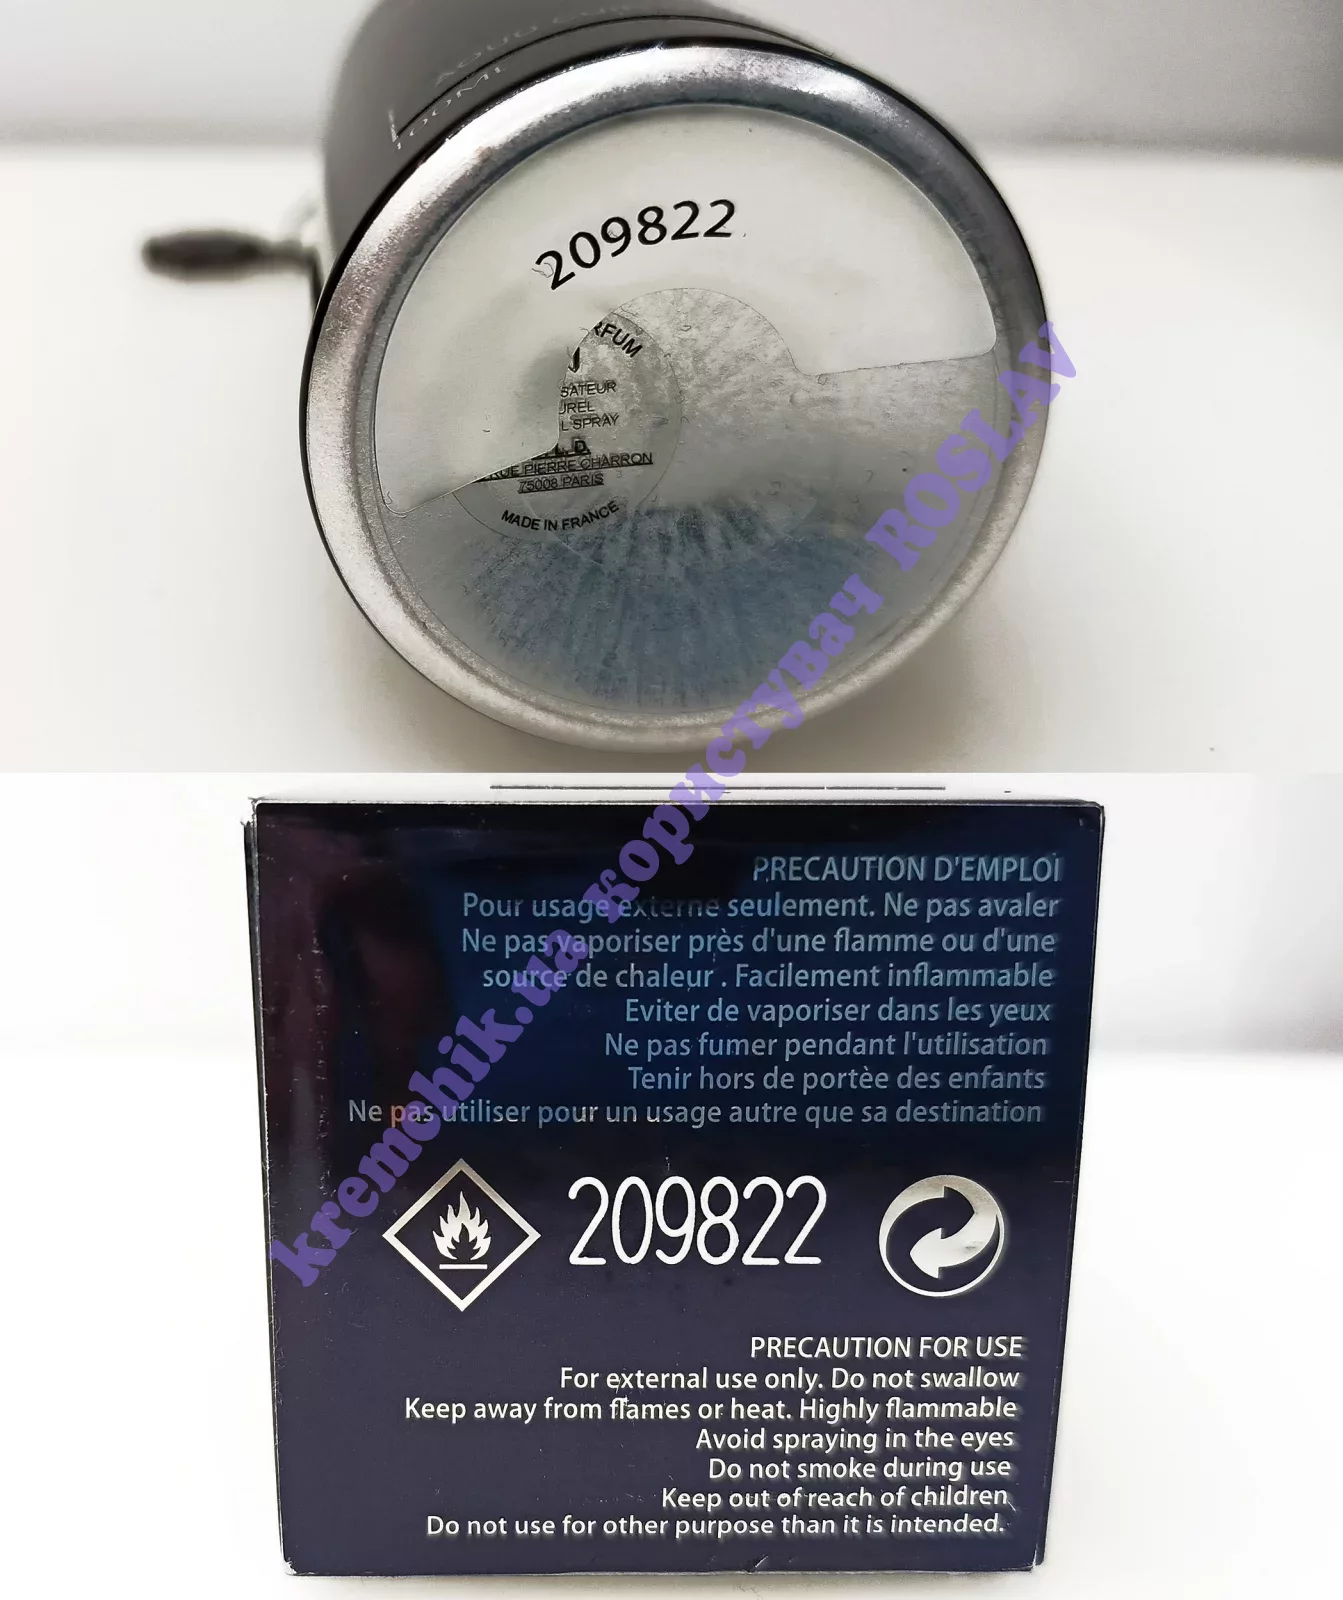 100ML
209822
RFUM
SATEUR
UREL
L SPRAY
RUE PIERRE CHARRON
75008 PARIS
MADE IN FRANCE
PRECAUTION D'EMPLOI
Pour usage externe seulement. Ne pas avaler
Ne pas vaporiser près d'une flamme ou d'une
source de chaleur . Facilement inflammable
Eviter de vaporiser dans les yeux
Ne pas fumer pendant l'utilisation
Tenir hors de portèe des enfants
Ne pas utiliser pour un usage autre que sa destination
209822
PRECAUTION FOR USE
For external use only. Do not swallow
Keep away from flames or heat. Highly flammable
Avoid spraying in the eyes
Do not smoke during use
Keep out of reach of children
Do not use for other purpose than it is intended.
kremchik.ua користувач ROSLAV